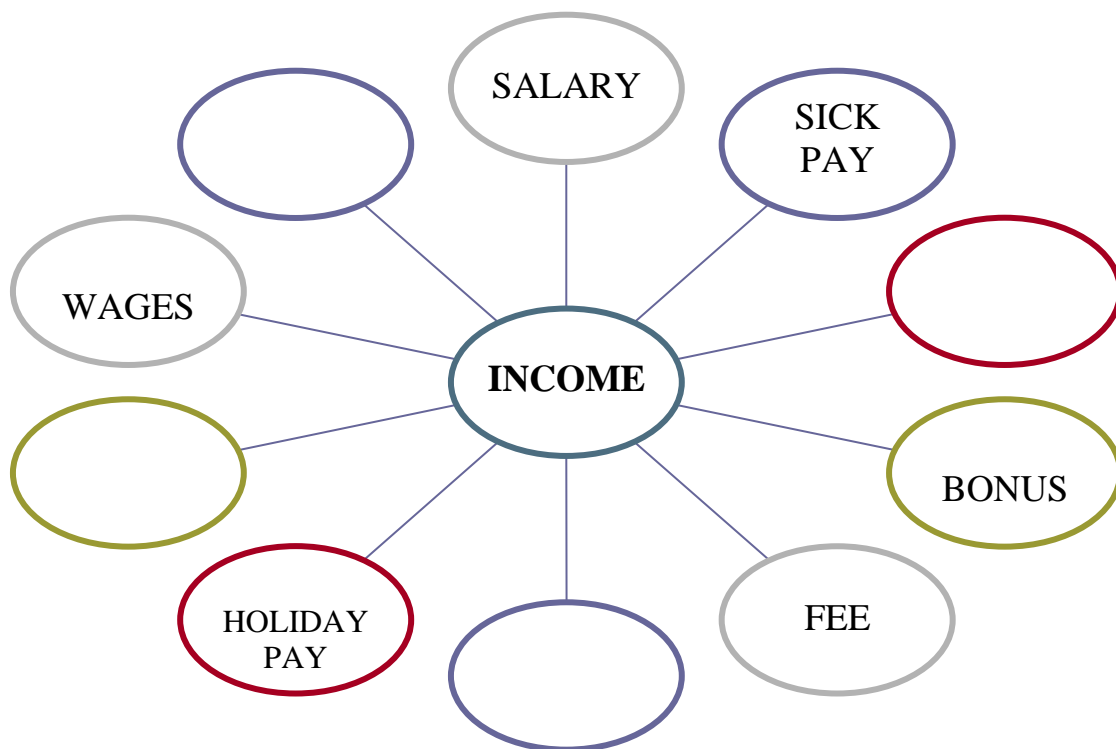 SALARY
SICK
PAY
WAGES
INCOME
BONUS
HOLIDAY
PAY
FEE